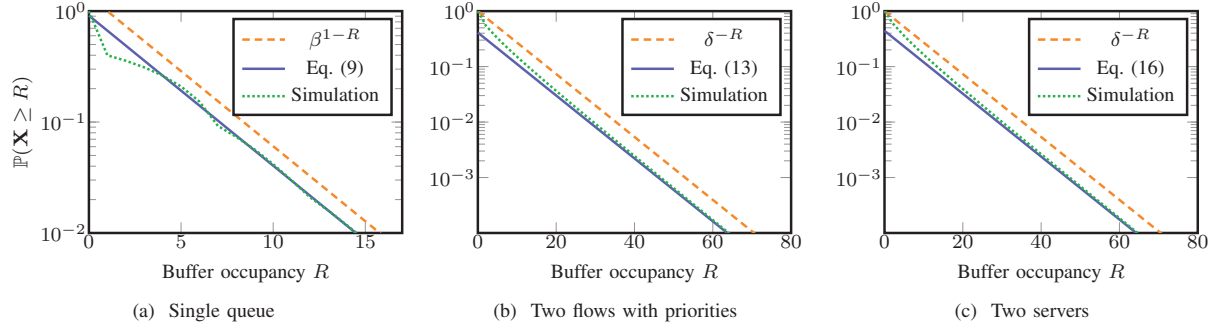 10^0
10^{-1}
10^{-2}
0 5 10 15
ℙ(X ≥ R)
Buffer occupancy R
β^{1−R}
Eq. (9)
Simulation
(a) Single queue
10^0
10^{-1}
10^{-2}
10^{-3}
0 20 40 60 80
Buffer occupancy R
δ^{−R}
Eq. (13)
Simulation
(b) Two flows with priorities
10^0
10^{-1}
10^{-2}
10^{-3}
0 20 40 60 80
Buffer occupancy R
δ^{−R}
Eq. (16)
Simulation
(c) Two servers